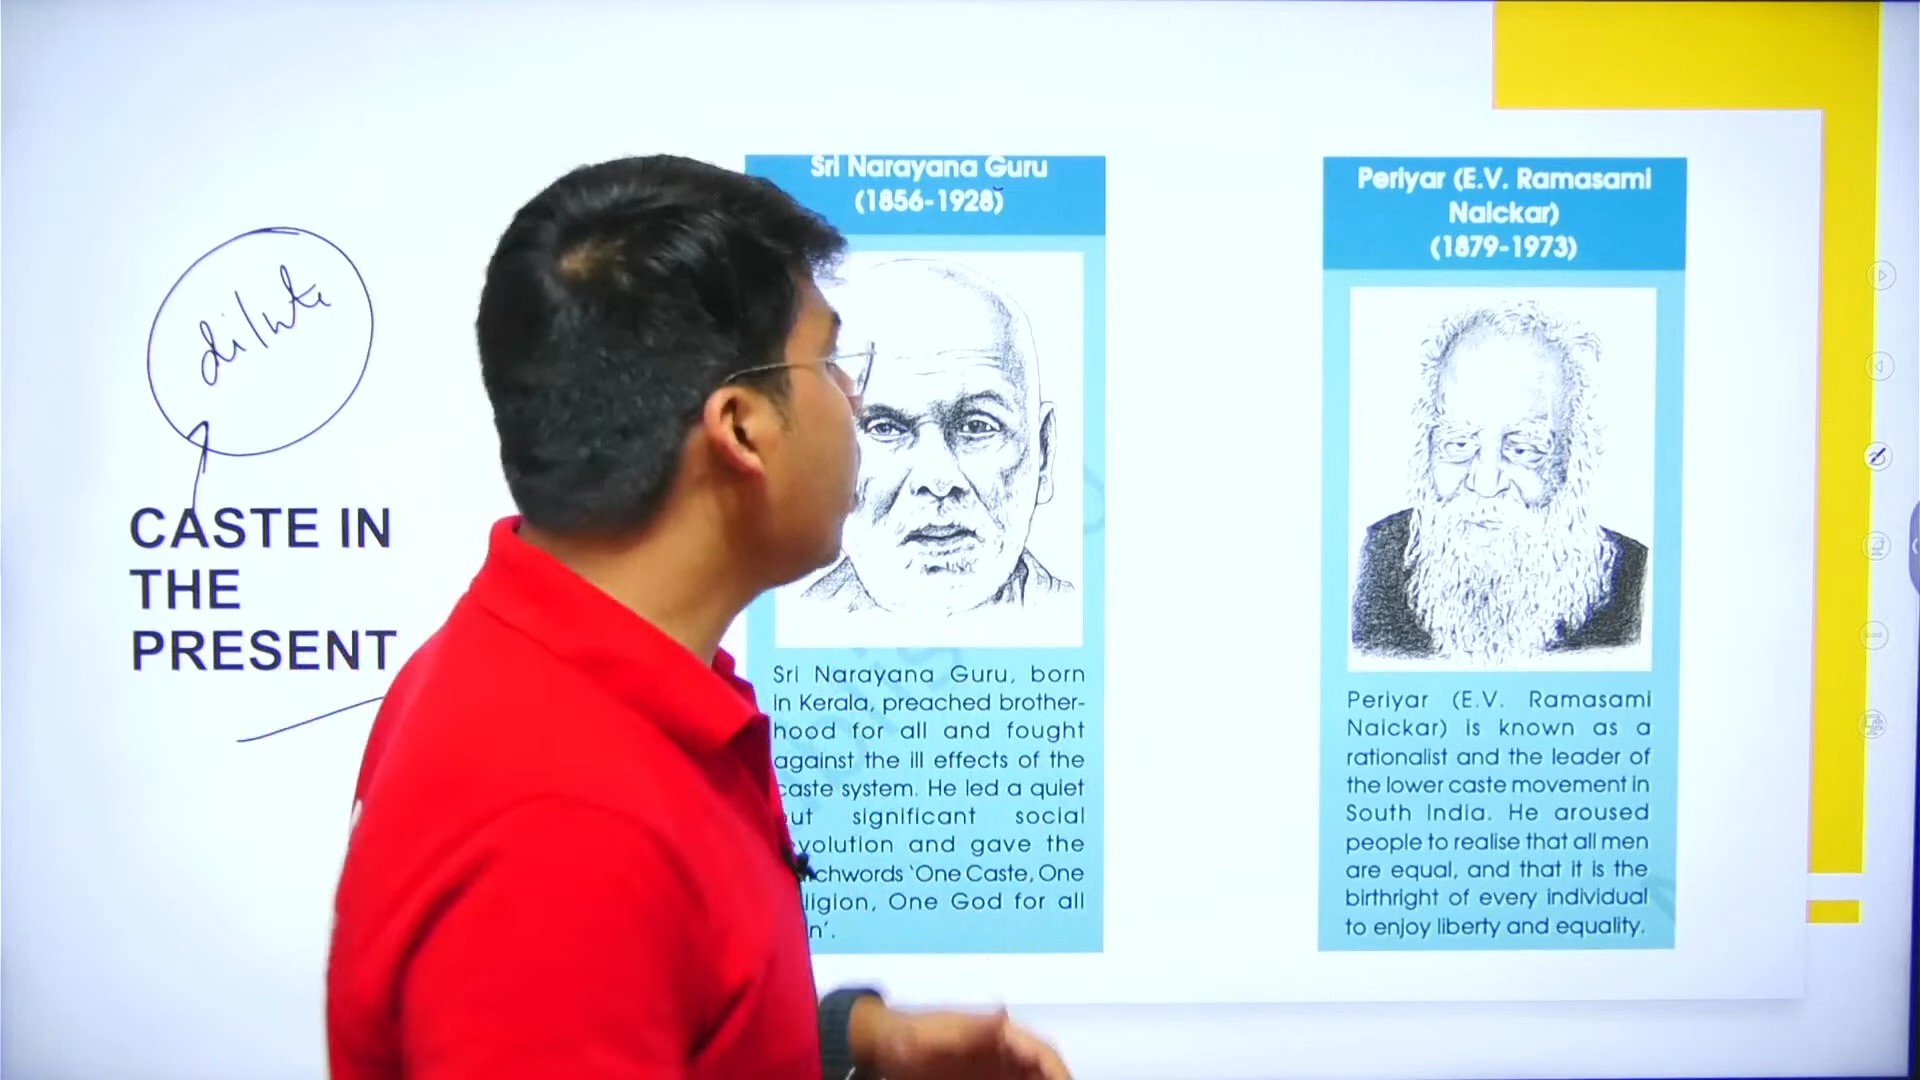 dilute
CASTE IN
THE
PRESENT
Sri Narayana Guru
(1856-1928)
Sri Narayana Guru, born
in Kerala, preached brother-
hood for all and fought
against the ill effects of the
caste system. He led a quiet
significant social
and gave the
'One Caste, One
One God for all
Periyar (E.V. Ramasami
Naickar)
(1879-1973)
Periyar (E.V. Ramasami
Naickar) is known as a
rationalist and the leader of
the lower caste movement in
South India. He aroused
people to realise that all men
are equal, and that it is the
birthright of every individual
to enjoy liberty and equality.